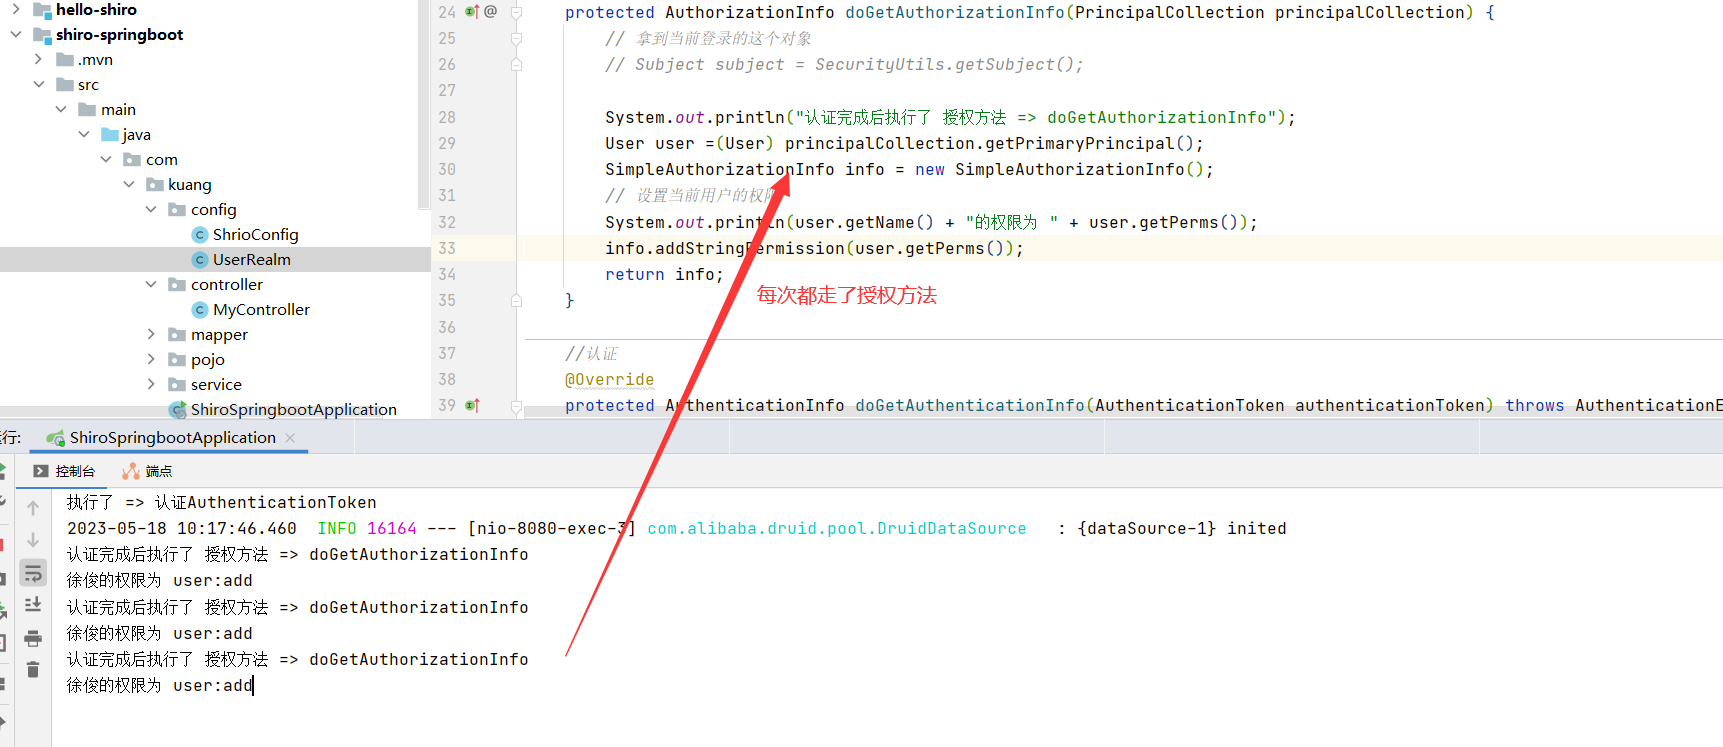 hello-shiro
shiro-springboot
.mvn
src
main
java
com
kuang
config
ShrioConfig
UserRealm
controller
MyController
mapper
pojo
service
ShiroSpringbootApplication
24 protected AuthorizationInfo doGetAuthorizationInfo(PrincipalCollection principalCollection) {
25 // 拿到当前登录的这个对象
26 // Subject subject = SecurityUtils.getSubject();
27
28 System.out.println("认证完成后执行了 授权方法 => doGetAuthorizationInfo");
29 User user =(User) principalCollection.getPrimaryPrincipal();
30 SimpleAuthorizationInfo info = new SimpleAuthorizationInfo();
31 // 设置当前用户的权限
32 System.out.println(user.getName() + "的权限为 " + user.getPerms());
33 info.addStringPermission(user.getPerms());
34 return info;
35 }
每次都走了授权方法
36
37 //认证
38 @Override
39 protected AuthenticationInfo doGetAuthenticationInfo(AuthenticationToken authenticationToken) throws AuthenticationE
运行: ShiroSpringbootApplication
控制台 端点
执行了 => 认证AuthenticationToken
2023-05-18 10:17:46.460 INFO 16164 --- [nio-8080-exec-3] com.alibaba.druid.pool.DruidDataSource : {dataSource-1} inited
认证完成后执行了 授权方法 => doGetAuthorizationInfo
徐俊的权限为 user:add
认证完成后执行了 授权方法 => doGetAuthorizationInfo
徐俊的权限为 user:add
认证完成后执行了 授权方法 => doGetAuthorizationInfo
徐俊的权限为 user:add